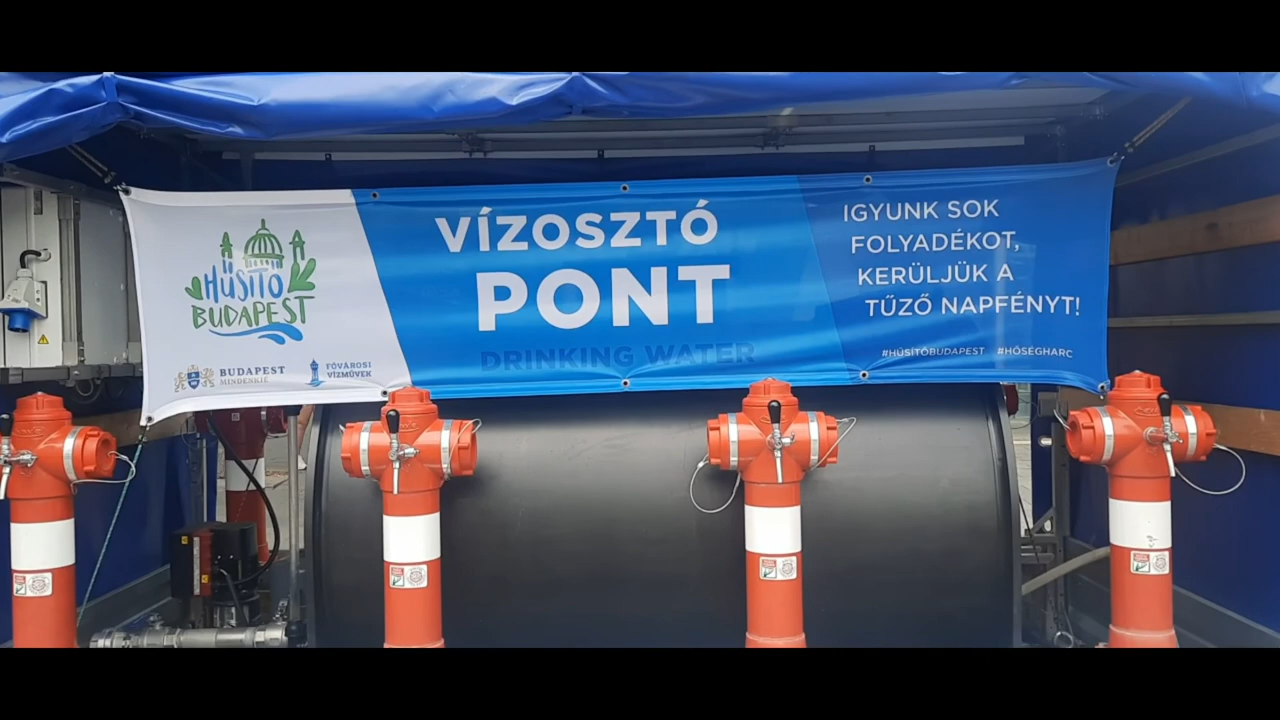 HŰSÍTŐ
BUDAPEST
BUDAPEST
MINDENKIÉ
FŐVÁROSI
VÍZMŰVEK
VÍZOSZTÓ
PONT
DRINKING WATER
IGYUNK SOK
FOLYADÉKOT,
KERÜLJÜK A
TŰZŐ NAPFÉNYT!
#HŰSÍTŐBUDAPEST #HŐSÉGHARC